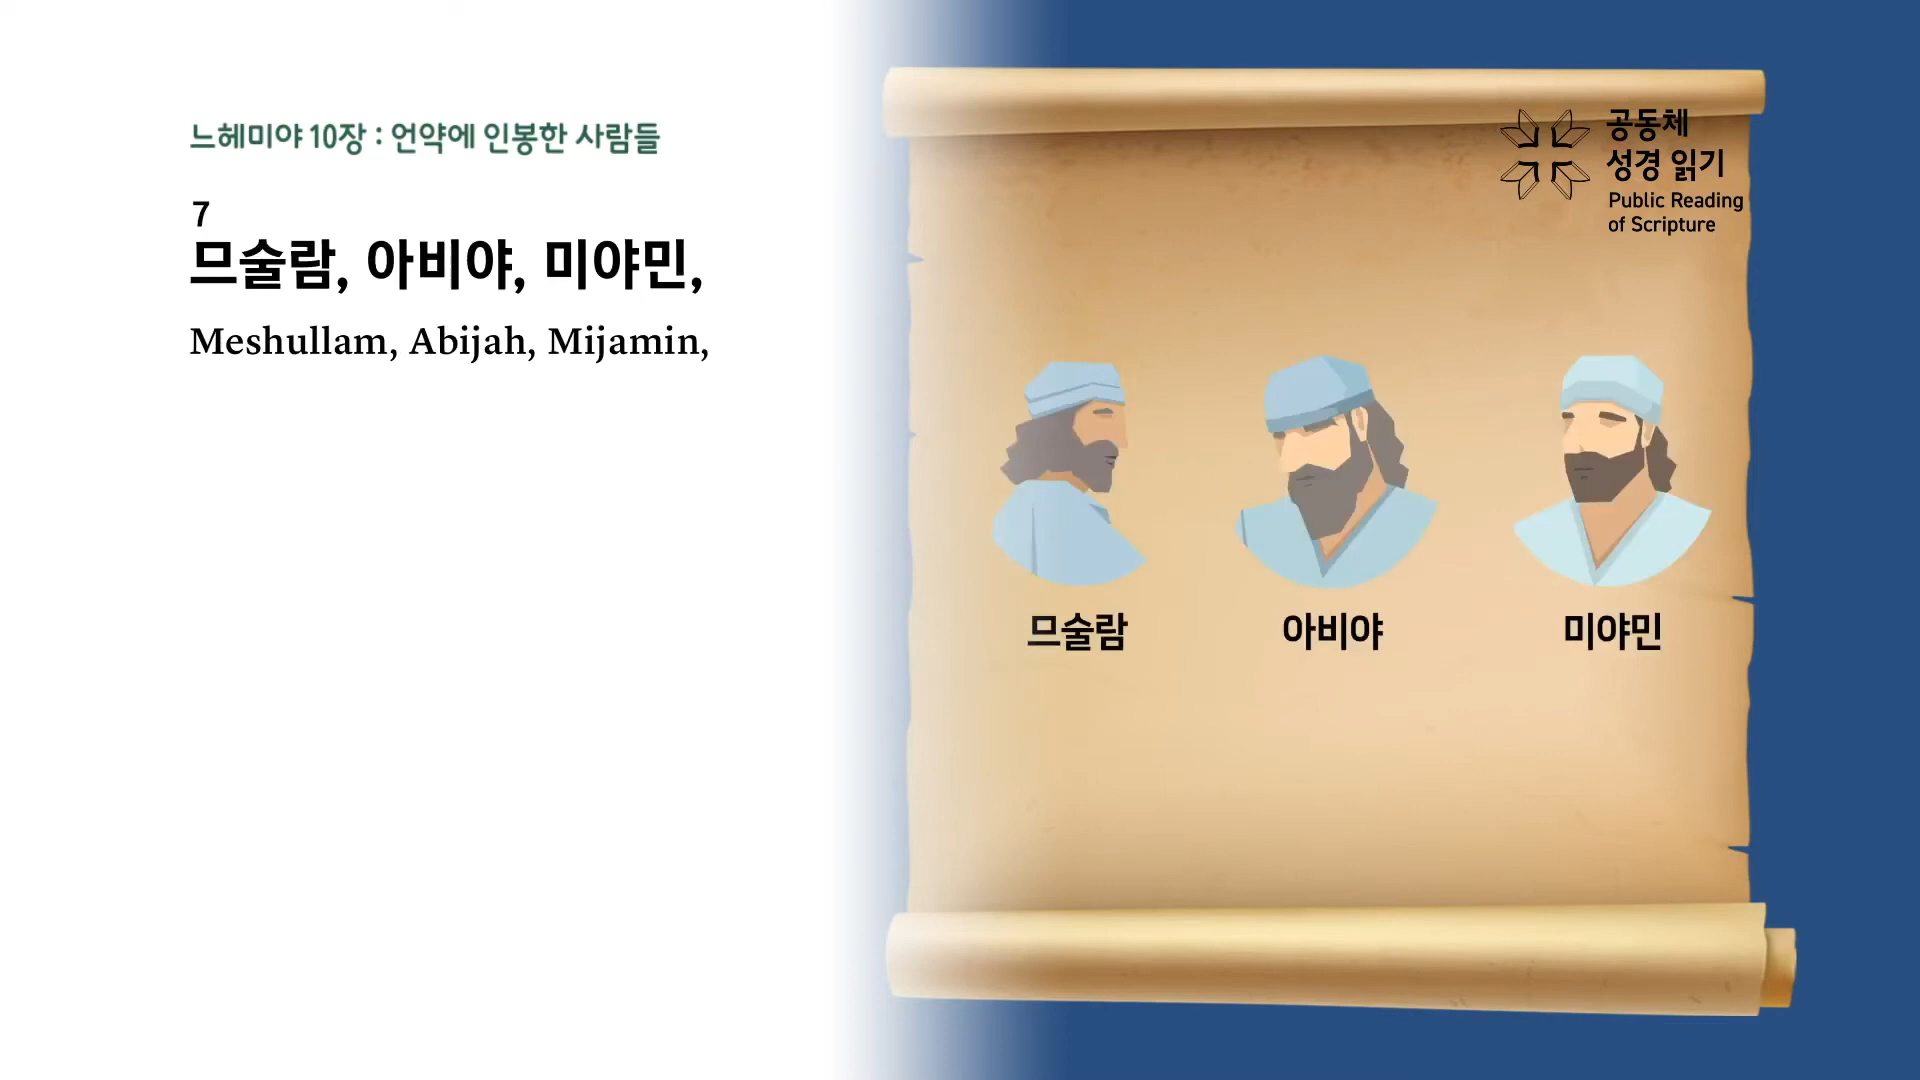 느헤미야 10장 : 언약에 인봉한 사람들
7
므술람, 아비야, 미야민,
Meshullam, Abijah, Mijamin,
공동체
성경 읽기
Public Reading
of Scripture
므술람
아비야
미야민